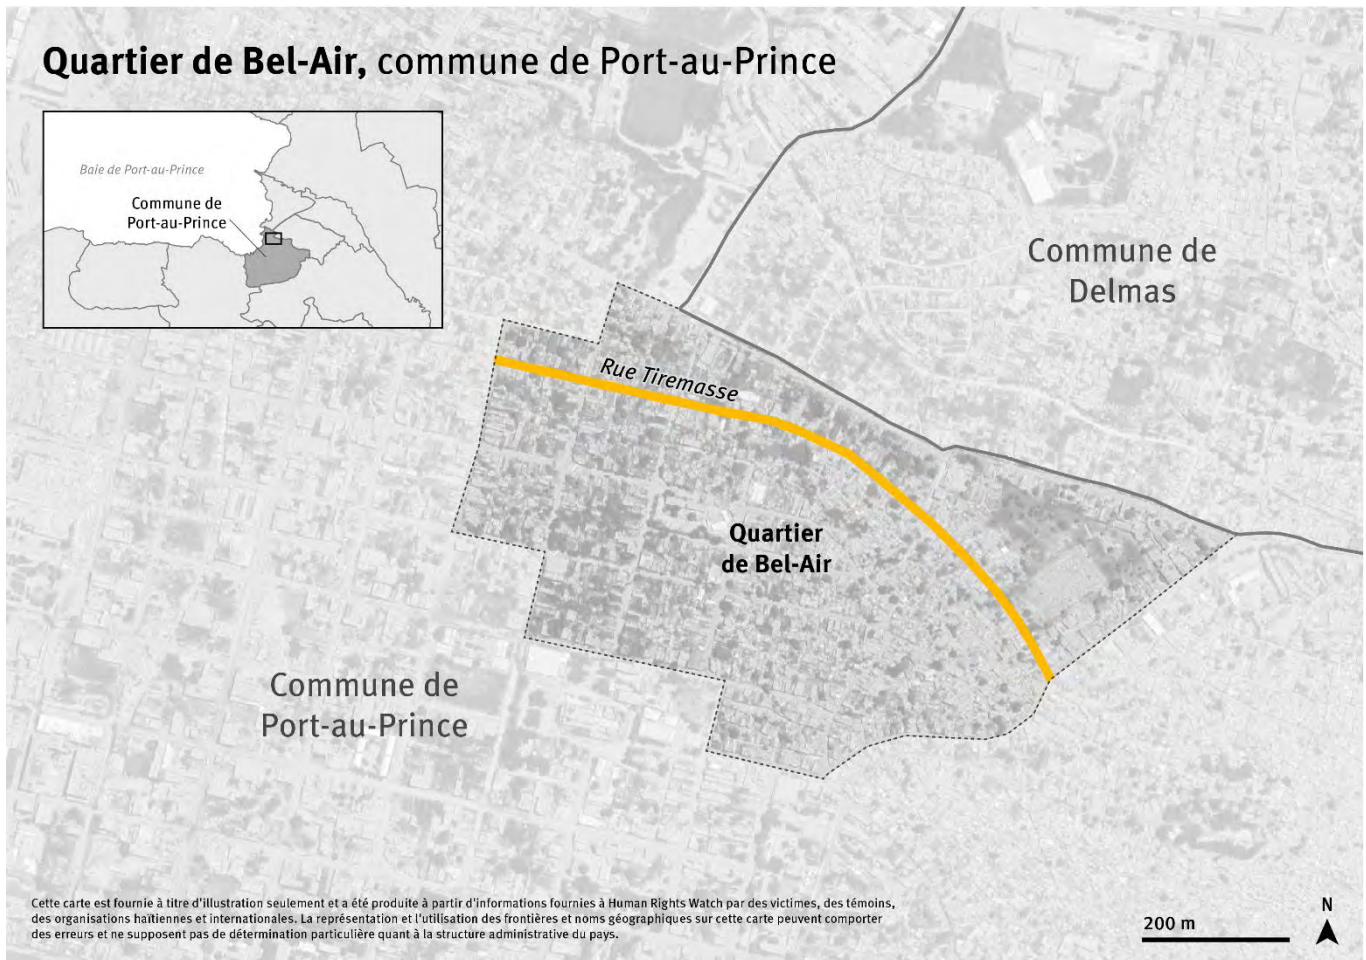 Quartier de Bel-Air, commune de Port-au-Prince
Baie de Port-au-Prince
Commune de
Port-au-Prince
Commune de
Delmas
Rue Tiremasse
Quartier
de Bel-Air
Commune de
Port-au-Prince
Cette carte est fournie à titre d'illustration seulement et a été produite à partir d'informations fournies à Human Rights Watch par des victimes, des témoins,
des organisations haïtiennes et internationales. La représentation et l'utilisation des frontières et noms géographiques sur cette carte peuvent comporter
des erreurs et ne supposent pas de détermination particulière quant à la structure administrative du pays.
200 m
N